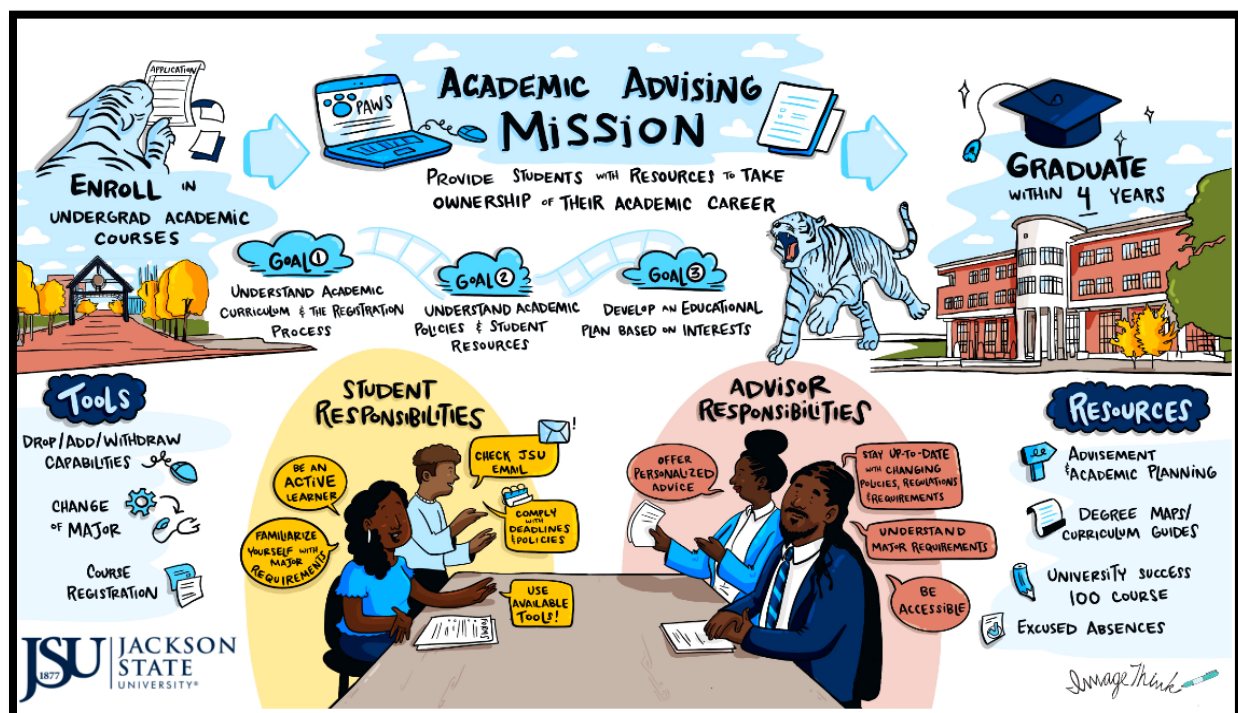 APPLICATION
ENROLL IN
UNDERGRAD ACADEMIC
COURSES
PAWS
ACADEMIC ADVISING
MISSION
PROVIDE STUDENTS WITH RESOURCES TO TAKE
OWNERSHIP OF THEIR ACADEMIC CAREER
GRADUATE
WITHIN 4 YEARS
GOAL 1
UNDERSTAND ACADEMIC
CURRICULUM & THE REGISTRATION
PROCESS
GOAL 2
UNDERSTAND ACADEMIC
POLICIES & STUDENT
RESOURCES
GOAL 3
DEVELOP AN EDUCATIONAL
PLAN BASED ON INTERESTS
TOOLS
DROP/ADD/WITHDRAW
CAPABILITIES
CHANGE
OF MAJOR
COURSE
REGISTRATION
STUDENT
RESPONSIBILITIES
BE AN
ACTIVE
LEARNER
FAMILIARIZE
YOURSELF WITH
MAJOR
REQUIREMENTS
CHECK JSU
EMAIL
!
COMPLY
WITH
DEADLINES
& POLICIES
USE
AVAILABLE
TOOLS!
FORMS
ADVISOR
RESPONSIBILITIES
OFFER
PERSONALIZED
ADVICE
STAY UP-TO-DATE
WITH CHANGING
POLICIES, REGULATIONS
& REQUIREMENTS
UNDERSTAND
MAJOR REQUIREMENTS
BE
ACCESSIBLE
RESOURCES
ADVISEMENT
& ACADEMIC PLANNING
DEGREE MAPS/
CURRICULUM GUIDES
UNIVERSITY SUCCESS
100 COURSE
EXCUSED ABSENCES
JSU
1877
JACKSON
STATE
UNIVERSITY®
ImageThink